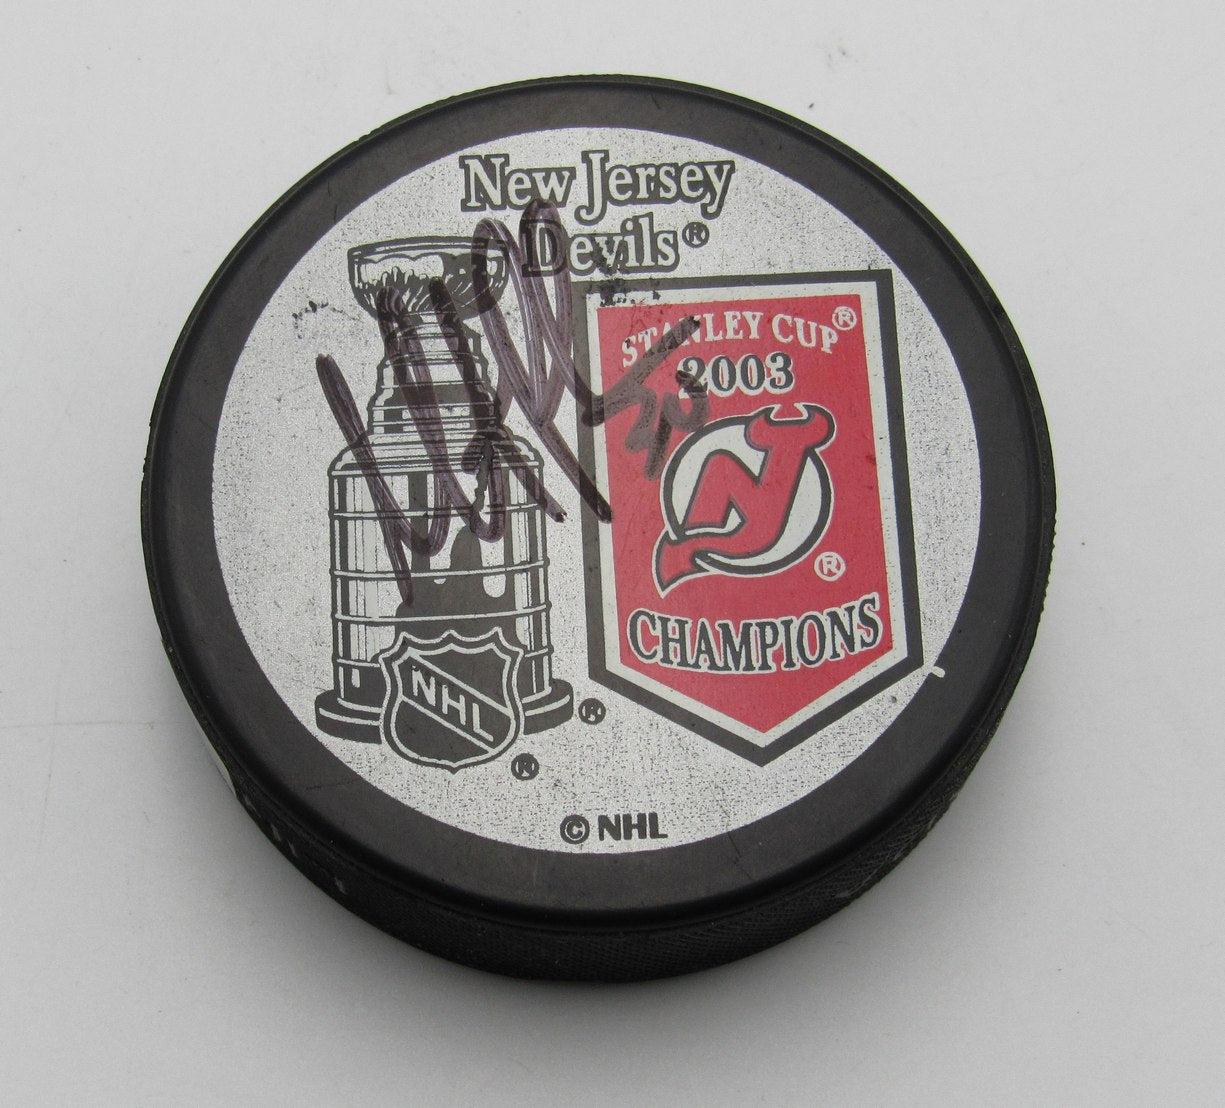 New Jersey
Devils®
STANLEY CUP®
2003
N
®
CHAMPIONS
NHL
®
®
© NHL